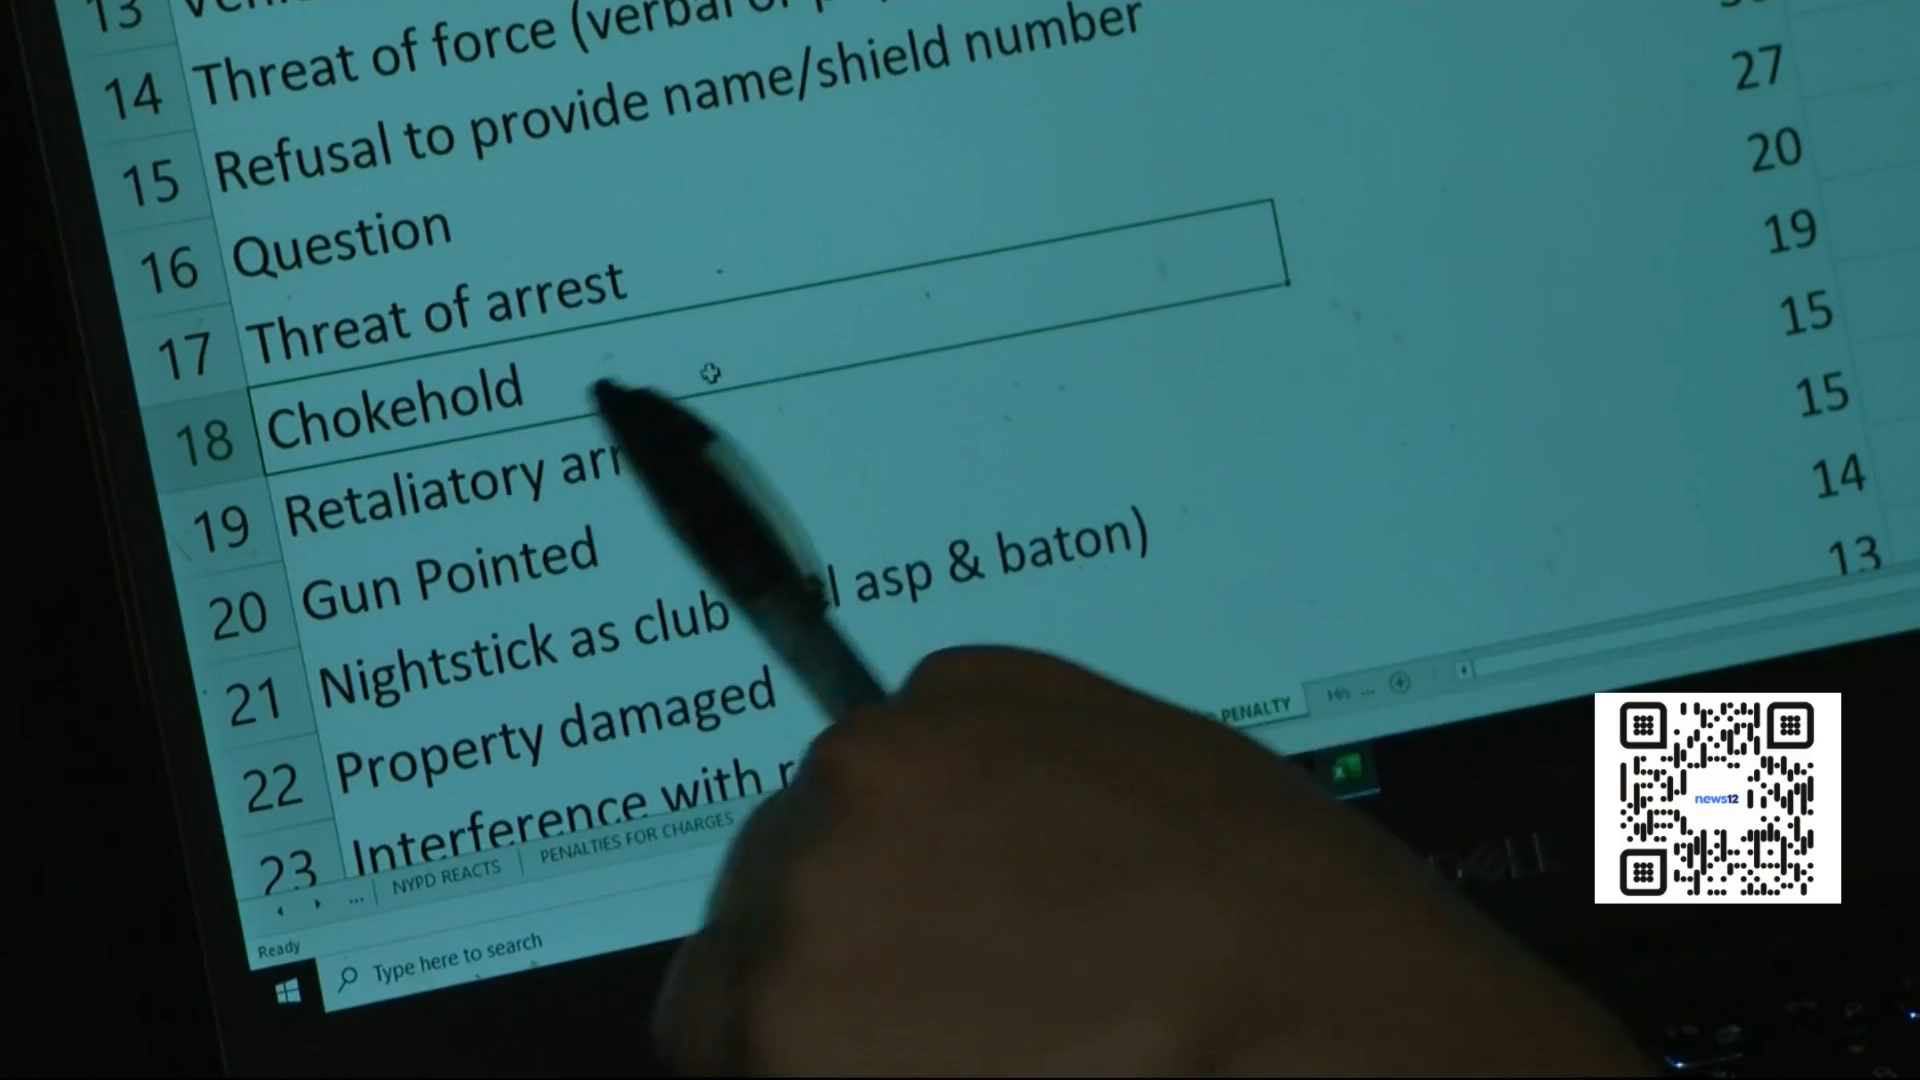 13
14 Threat of force (verbal
15 Refusal to provide name/shield number
16 Question
17 Threat of arrest 27
18 Chokehold 20
19 Retaliatory arr 19
20 Gun Pointed 15
21 Nightstick as club l asp & baton) 15
22 Property damaged 14
23 Interference with 13
... NYPD REACTS PENALTIES FOR CHARGES PENALTY
Ready
Type here to search
DELL
news12